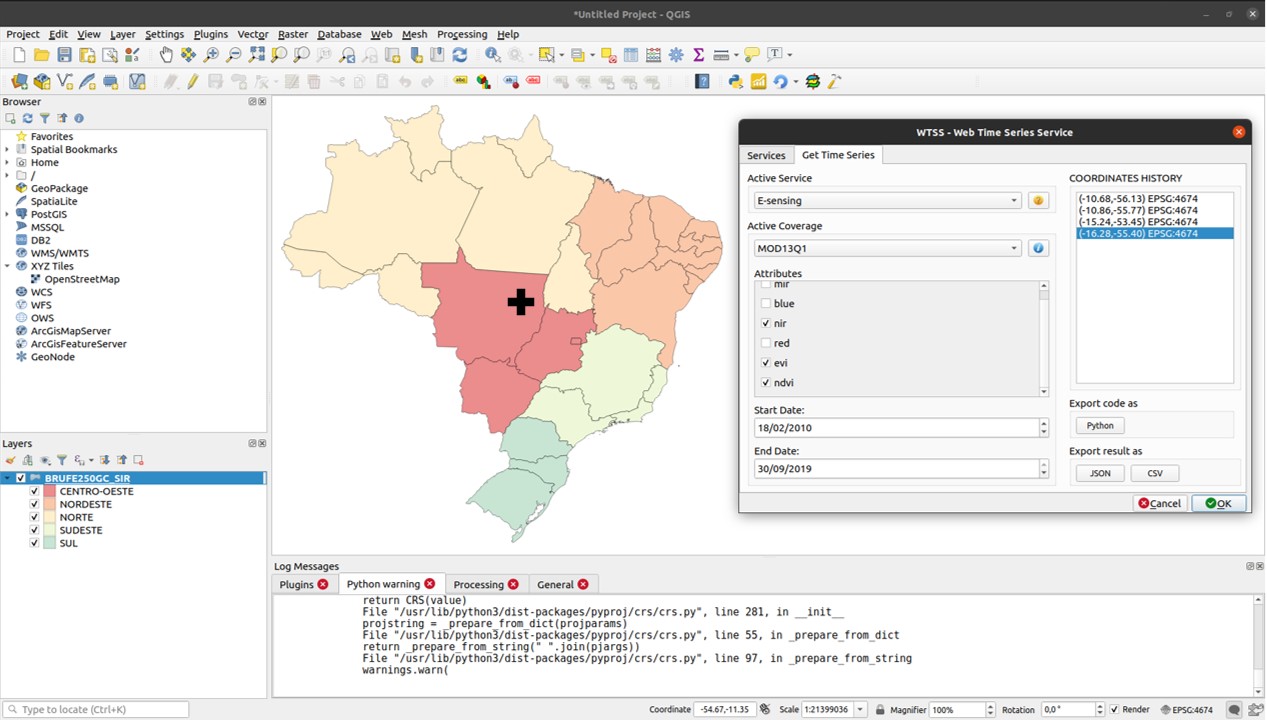 *Untitled Project - QGIS
Project Edit View Layer Settings Plugins Vector Raster Database Web Mesh Processing Help
Browser
Favorites
Spatial Bookmarks
Home
/
GeoPackage
SpatiaLite
PostGIS
MSSQL
DB2
WMS/WMTS
XYZ Tiles
OpenStreetMap
WCS
WFS
OWS
ArcGisMapServer
ArcGisFeatureServer
GeoNode
Layers
BRUFE250GC_SIR
CENTRO-OESTE
NORDESTE
NORTE
SUDESTE
SUL
WTSS - Web Time Series Service
Services Get Time Series
Active Service
E-sensing
Active Coverage
MOD13Q1
Attributes
mir
blue
nir
red
evi
ndvi
Start Date:
18/02/2010
End Date:
30/09/2019
COORDINATES HISTORY
(-10.68,-56.13) EPSG:4674
(-10.86,-55.77) EPSG:4674
(-15.24,-53.45) EPSG:4674
(-16.28,-55.40) EPSG:4674
Export code as
Python
Export result as
JSON CSV
Cancel OK
Log Messages
Plugins Python warning Processing General
return CRS(value)
File "/usr/lib/python3/dist-packages/pyproj/crs/crs.py", line 281, in __init__
projstring = _prepare_from_dict(projparams)
File "/usr/lib/python3/dist-packages/pyproj/crs/crs.py", line 55, in _prepare_from_dict
return _prepare_from_string(" ".join(pjargs))
File "/usr/lib/python3/dist-packages/pyproj/crs/crs.py", line 97, in _prepare_from_string
warnings.warn(
Type to locate (Ctrl+K) Coordinate -54.67,-11.35 Scale 1:21399036 Magnifier 100% Rotation 0,0° Render EPSG:4674